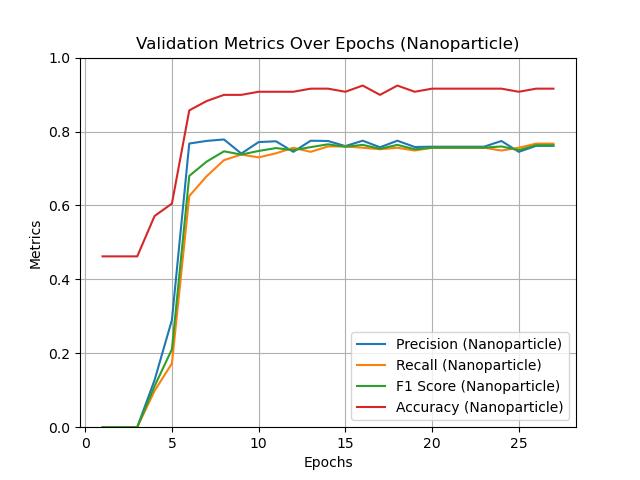 Validation Metrics Over Epochs (Nanoparticle)
1.0
0.8
0.6
0.4
0.2
0.0
Metrics
Precision (Nanoparticle)
Recall (Nanoparticle)
F1 Score (Nanoparticle)
Accuracy (Nanoparticle)
0 5 10 15 20 25
Epochs